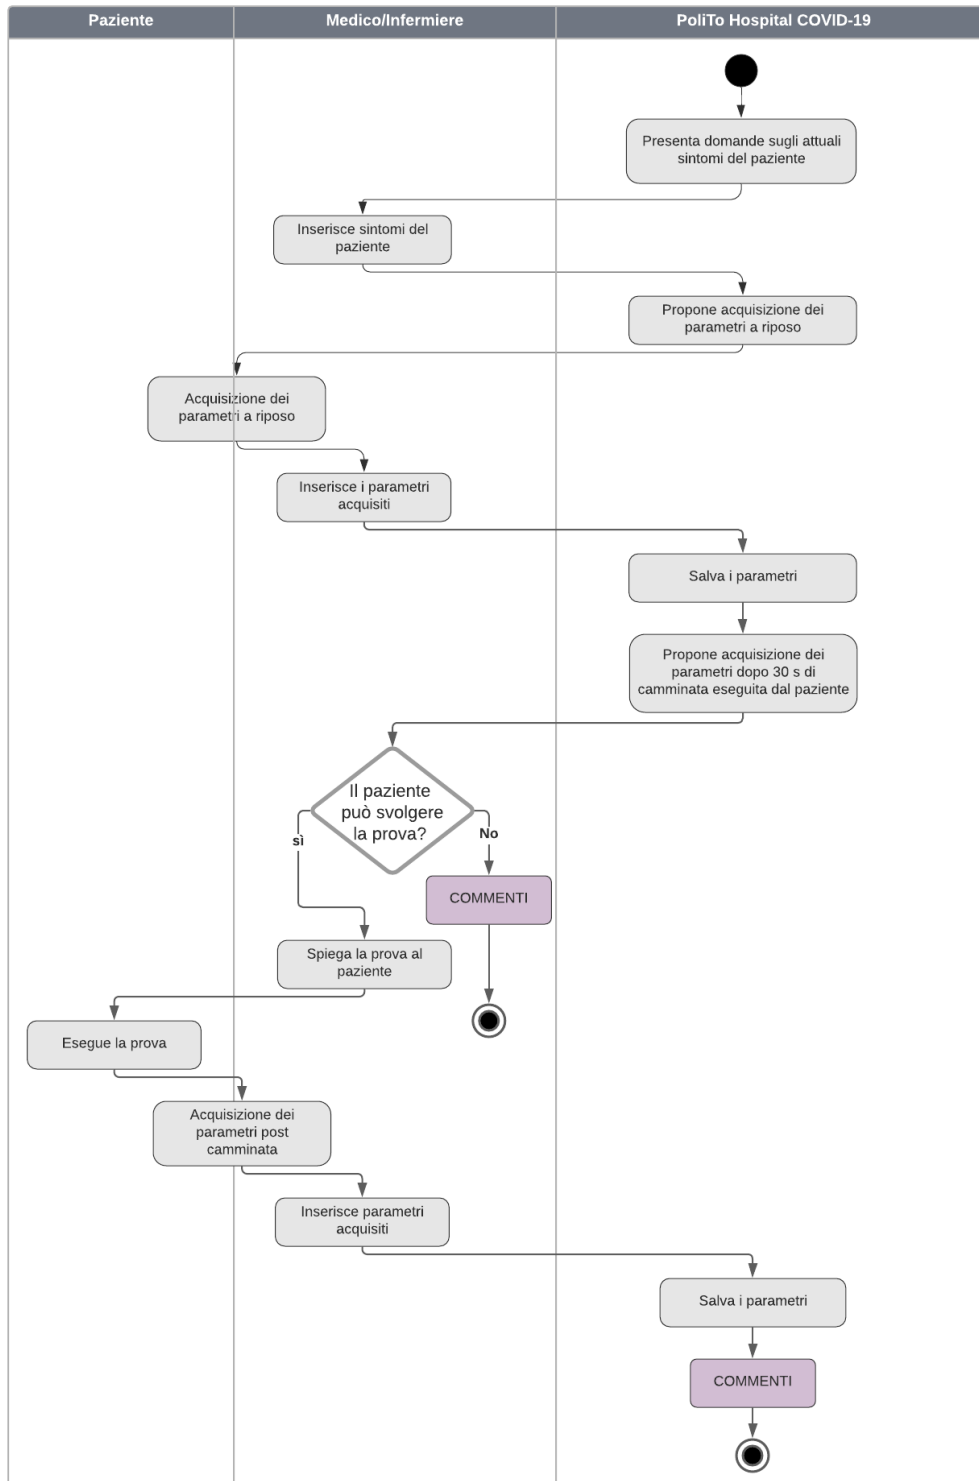 Paziente
Medico/Infermiere
PoliTo Hospital COVID-19
Presenta domande sugli attuali
sintomi del paziente
Inserisce sintomi del
paziente
Propone acquisizione dei
parametri a riposo
Acquisizione dei
parametri a riposo
Inserisce i parametri
acquisiti
Salva i parametri
Propone acquisizione dei
parametri dopo 30 s di
camminata eseguita dal paziente
Il paziente
può svolgere
la prova?
sì
No
COMMENTI
Spiega la prova al
paziente
Esegue la prova
Acquisizione dei
parametri post
camminata
Inserisce parametri
acquisiti
Salva i parametri
COMMENTI